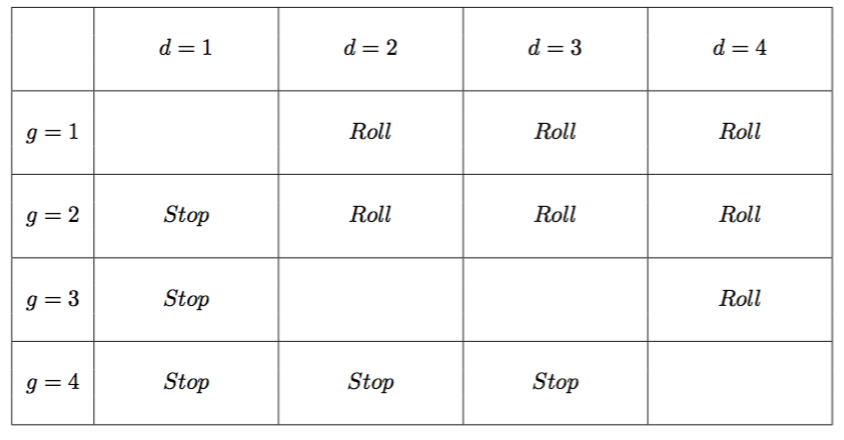 d = 1 d = 2 d = 3 d = 4
g = 1 Roll Roll Roll
g = 2 Stop Roll Roll Roll
g = 3 Stop Roll
g = 4 Stop Stop Stop